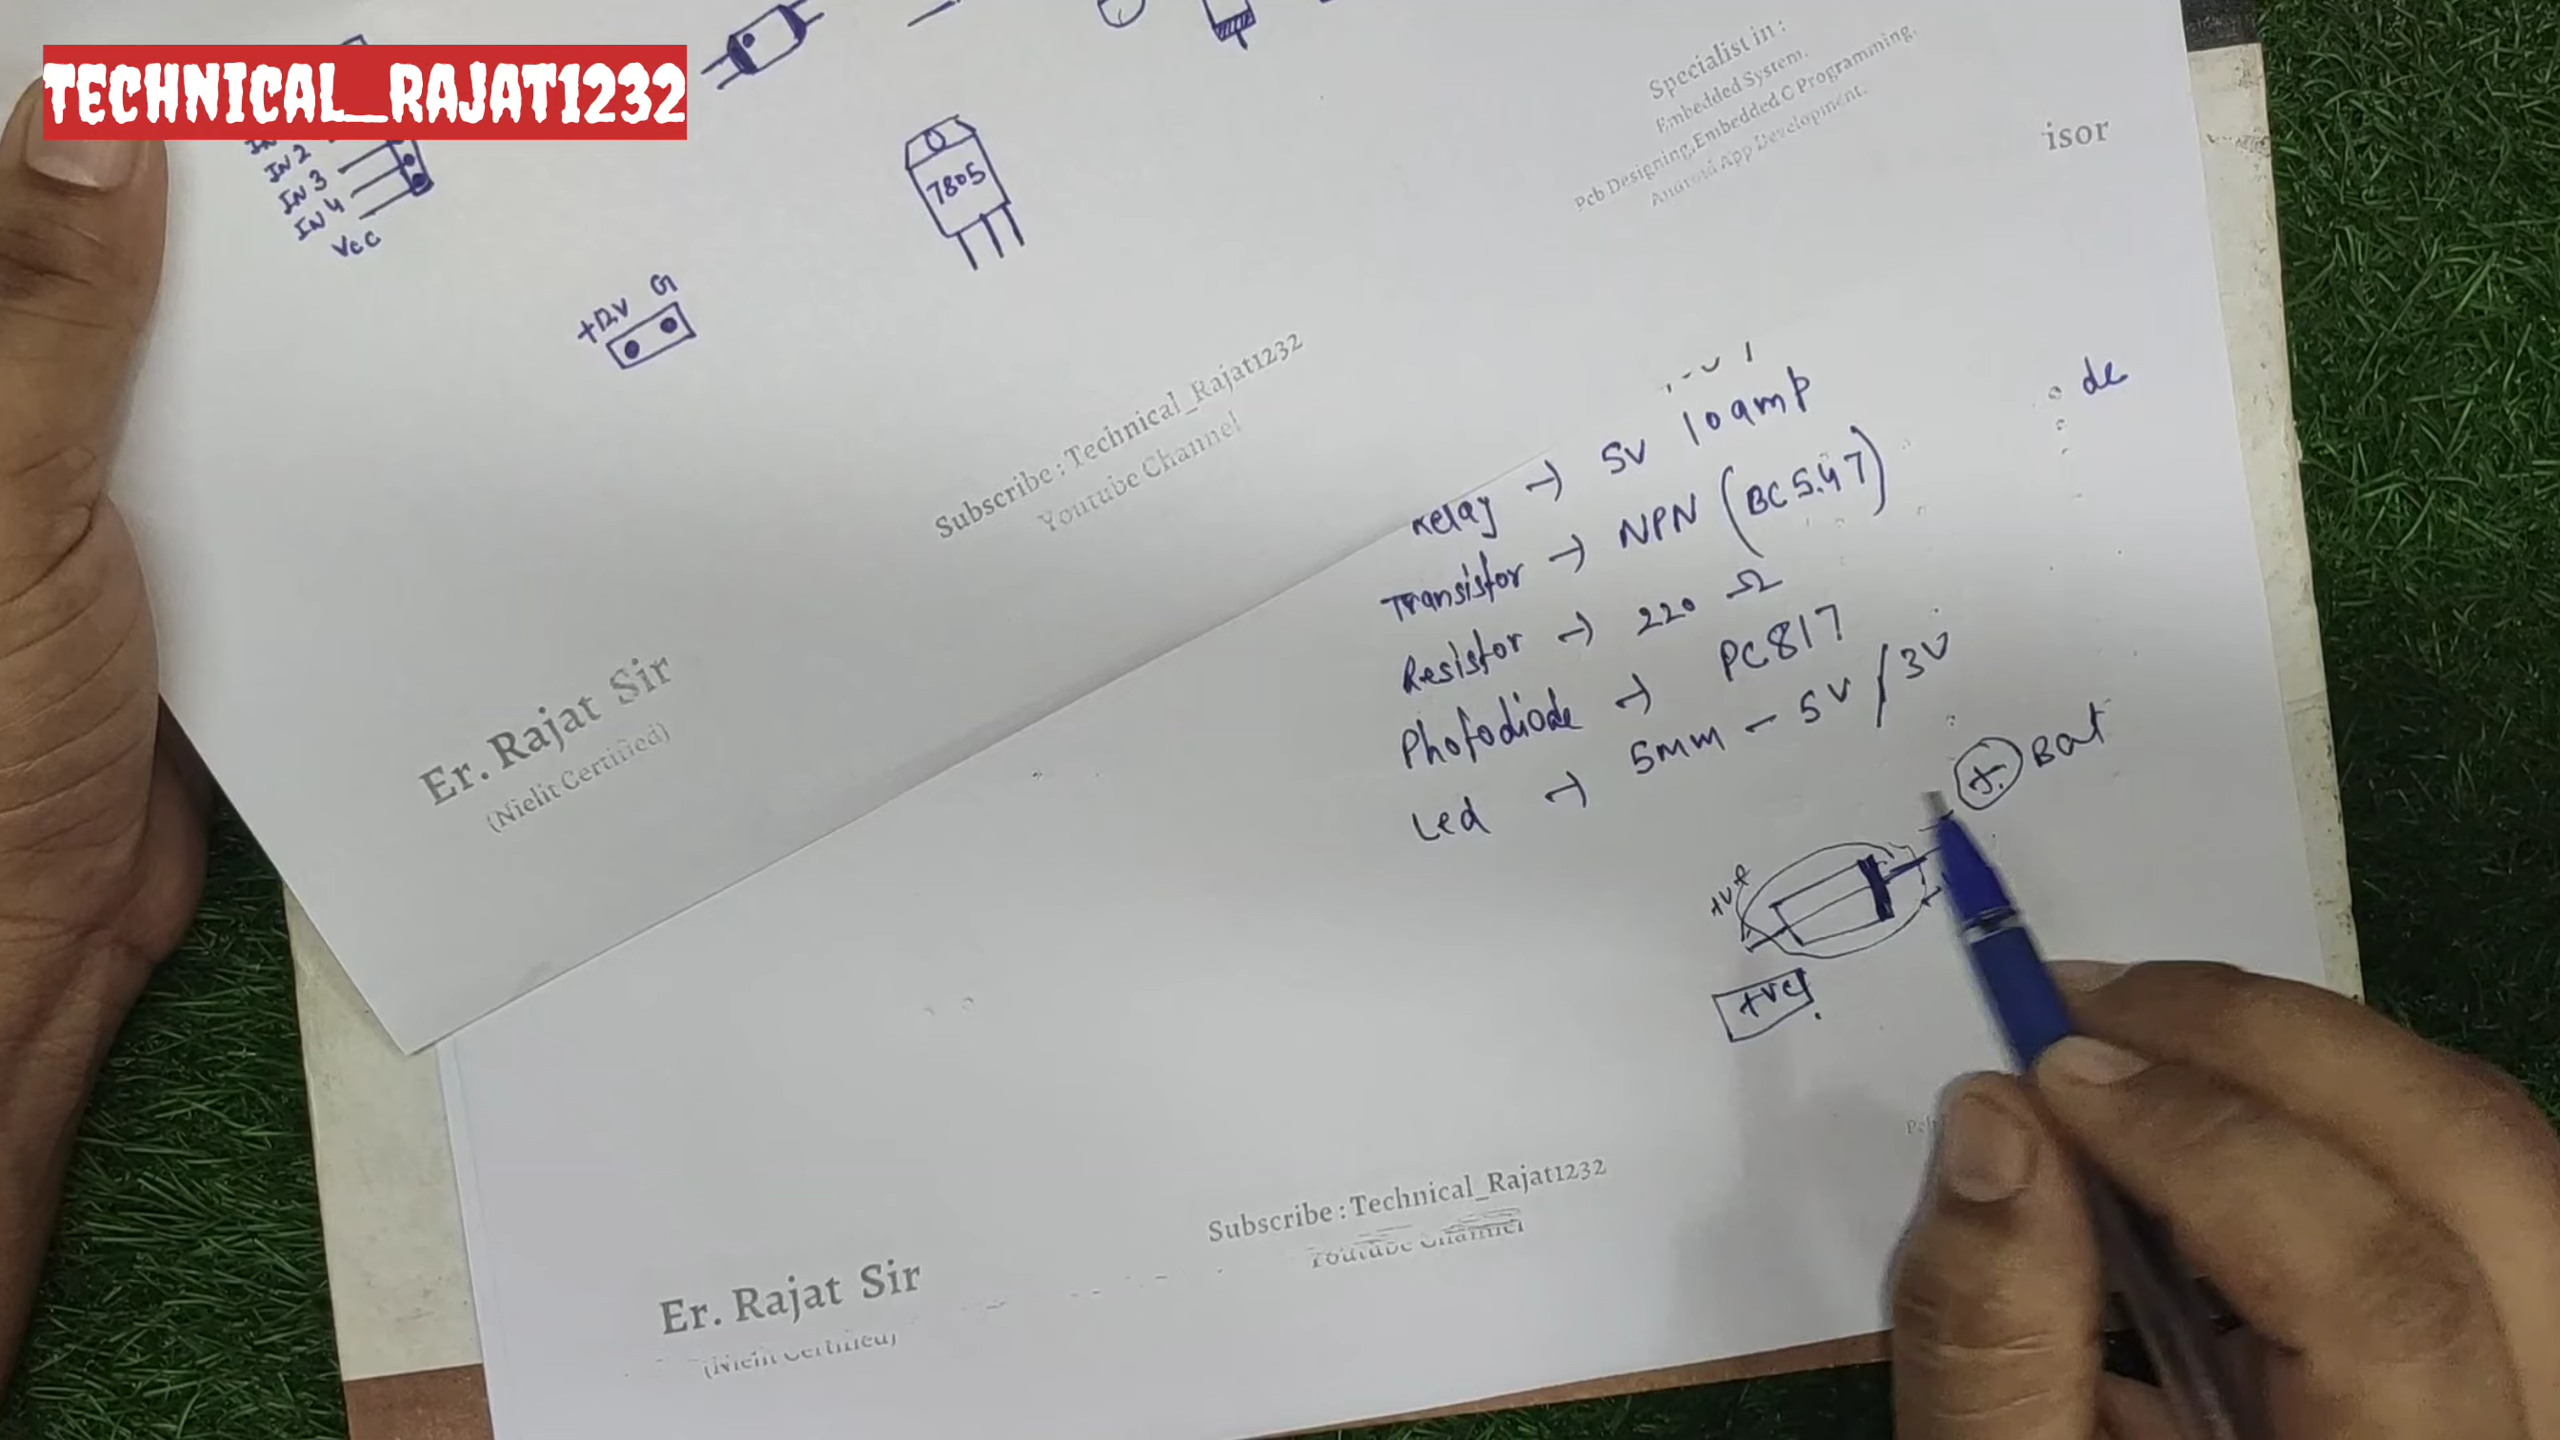 TECHNICAL_RAJAT1232
IN 2
IN 3
IN 4
Vcc
+12V G
7805
Specialist in :
Embedded System.
Pcb Designing,Embedded C Programming,
Android App Development.
isor
Subscribe : Technical_Rajat1232
Youtube Channel
Er. Rajat Sir
(Nielit Certified)
de
Relay → 5V 10amp
Transistor → NPN (BC547)
Resistor → 220 Ω
Photodiode → PC817
Led → 5mm - 5V / 3V
+ Bat
+ve
+ve
Subscribe : Technical_Rajat1232
Youtube Channel
Er. Rajat Sir
(Nielit Certified)